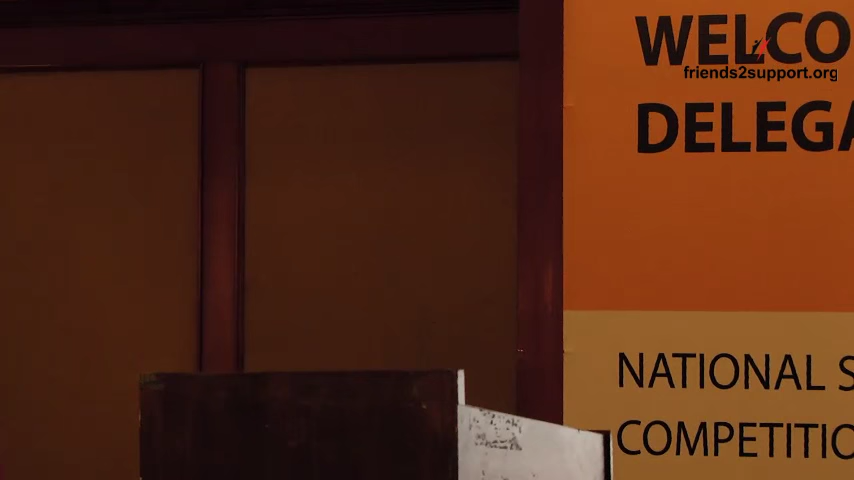 WELCO
friends2support.org
DELEGA
NATIONAL S
COMPETITIO